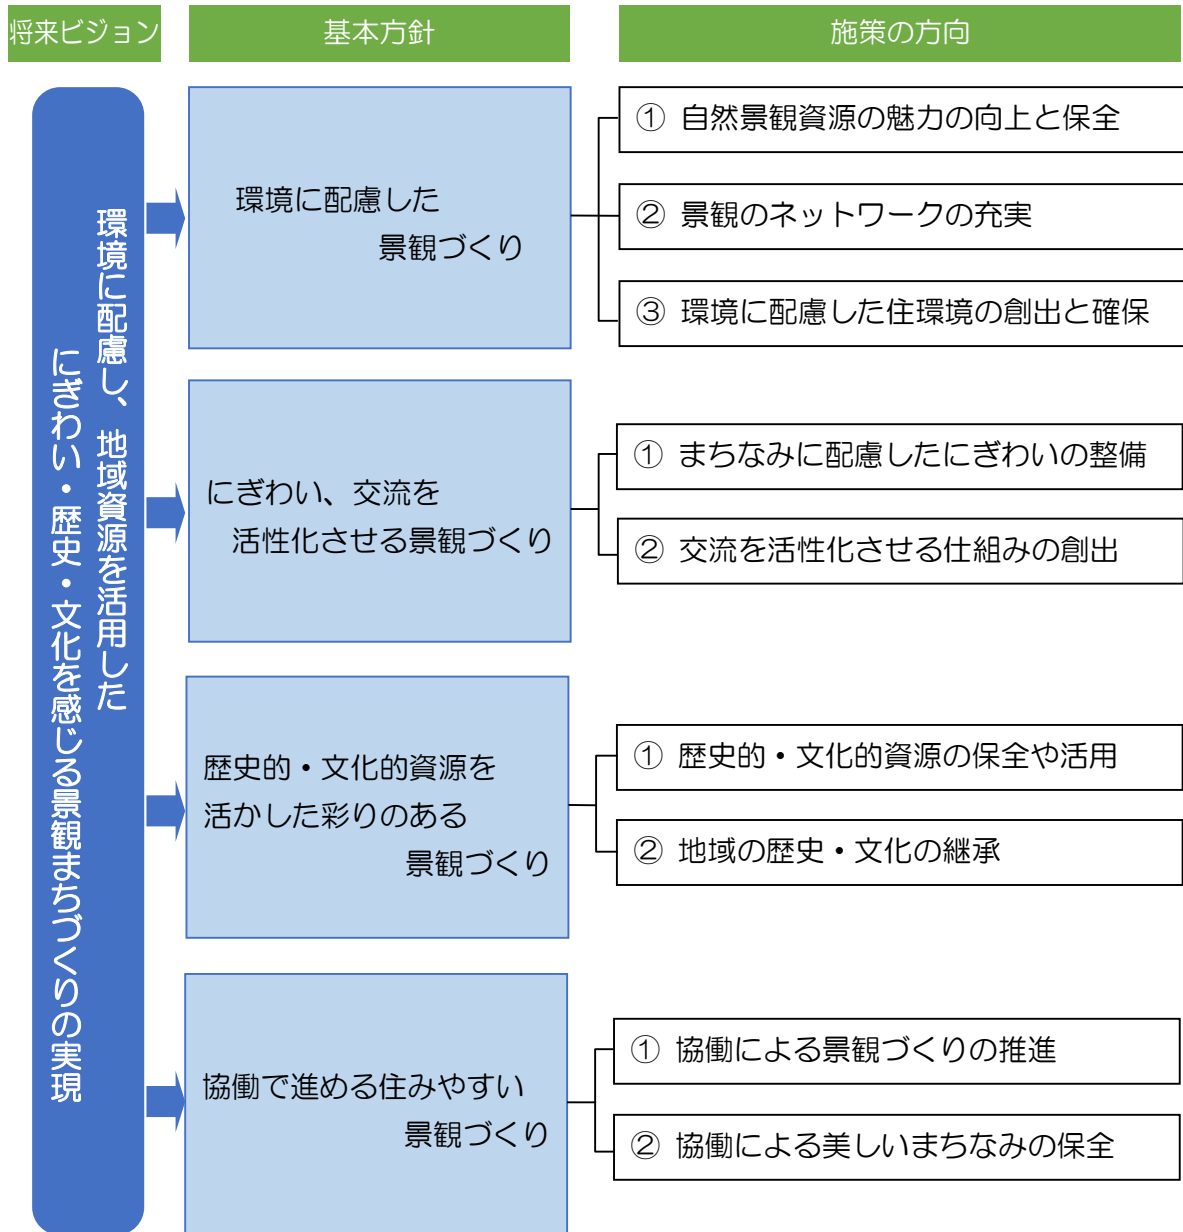 将来ビジョン
基本方針
施策の方向
環境に配慮し、地域資源を活用した
にぎわい・歴史・文化を感じる景観まちづくりの実現
環境に配慮した
景観づくり
① 自然景観資源の魅力の向上と保全
② 景観のネットワークの充実
③ 環境に配慮した住環境の創出と確保
にぎわい、交流を
活性化させる景観づくり
① まちなみに配慮したにぎわいの整備
② 交流を活性化させる仕組みの創出
歴史的・文化的資源を
活かした彩りのある
景観づくり
① 歴史的・文化的資源の保全や活用
② 地域の歴史・文化の継承
協働で進める住みやすい
景観づくり
① 協働による景観づくりの推進
② 協働による美しいまちなみの保全